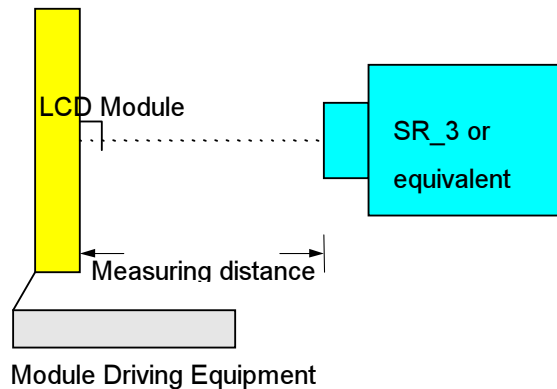 LCD Module
SR_3 or
equivalent
Measuring distance
Module Driving Equipment